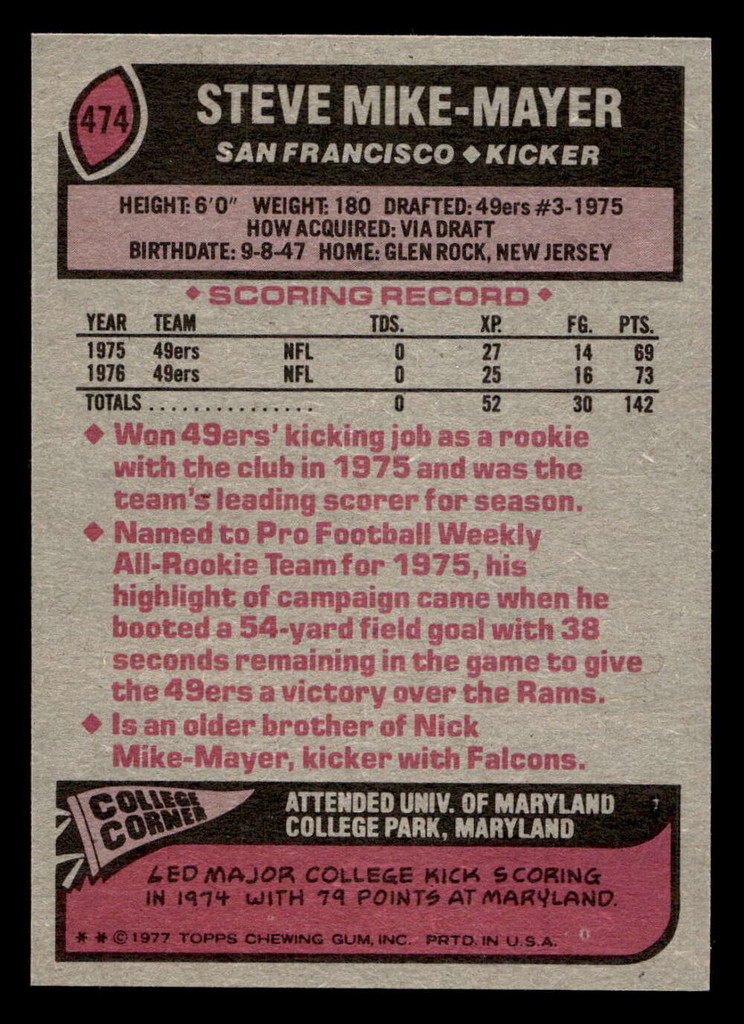 474
STEVE MIKE-MAYER
SAN FRANCISCO ◆ KICKER
HEIGHT: 6'0" WEIGHT: 180 DRAFTED: 49ers #3-1975
HOW ACQUIRED: VIA DRAFT
BIRTHDATE: 9-8-47 HOME: GLEN ROCK, NEW JERSEY
◆ SCORING RECORD ◆
YEAR TEAM TDS. XP. FG. PTS.
1975 49ers NFL 0 27 14 69
1976 49ers NFL 0 25 16 73
TOTALS ............... 0 52 30 142
◆ Won 49ers' kicking job as a rookie
with the club in 1975 and was the
team's leading scorer for season.
◆ Named to Pro Football Weekly
All-Rookie Team for 1975, his
highlight of campaign came when he
booted a 54-yard field goal with 38
seconds remaining in the game to give
the 49ers a victory over the Rams.
◆ Is an older brother of Nick
Mike-Mayer, kicker with Falcons.
COLLEGE
CORNER
ATTENDED UNIV. OF MARYLAND
COLLEGE PARK, MARYLAND
LED MAJOR COLLEGE KICK SCORING
IN 1974 WITH 79 POINTS AT MARYLAND.
* * © 1977 TOPPS CHEWING GUM, INC. PRTD. IN U.S.A.